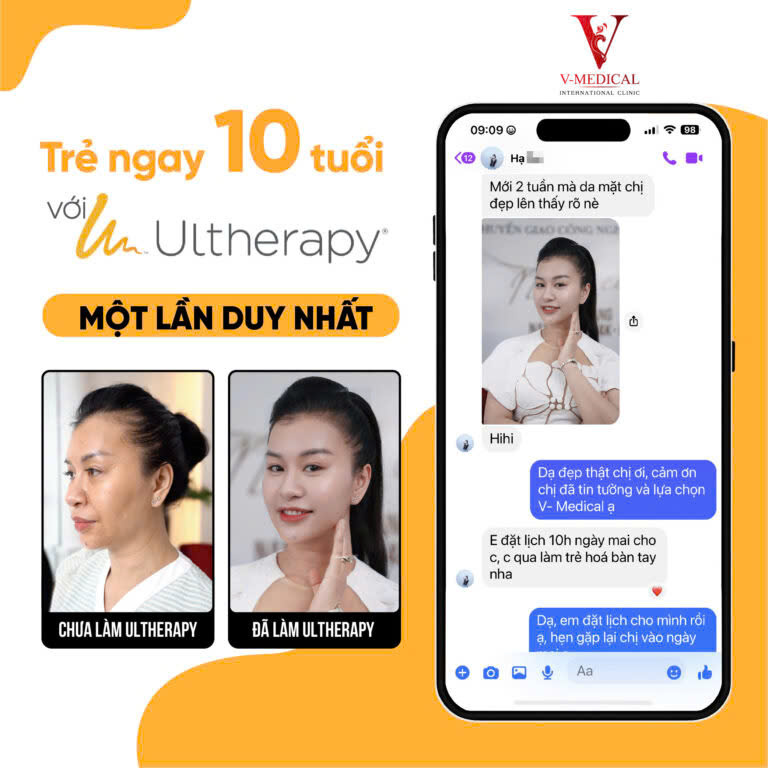 V-MEDICAL
INTERNATIONAL CLINIC
Trẻ ngay 10 tuổi
với Ultherapy®
MỘT LẦN DUY NHẤT
CHƯA LÀM ULTHERAPY
ĐÃ LÀM ULTHERAPY
09:09
98
12
Hạ
Mới 2 tuần mà da mặt chị
đẹp lên thấy rõ nè
HUYỂN GIAO CÔNG NG
Hihi
Dạ đẹp thật chị ơi, cảm ơn
chị đã tin tưởng và lựa chọn
V- Medical ạ
E đặt lịch 10h ngày mai cho
c, c qua làm trẻ hoá bàn tay
nha
Dạ, em đặt lịch cho mình rồi
ạ, hẹn gặp lại chị vào ngày
Aa